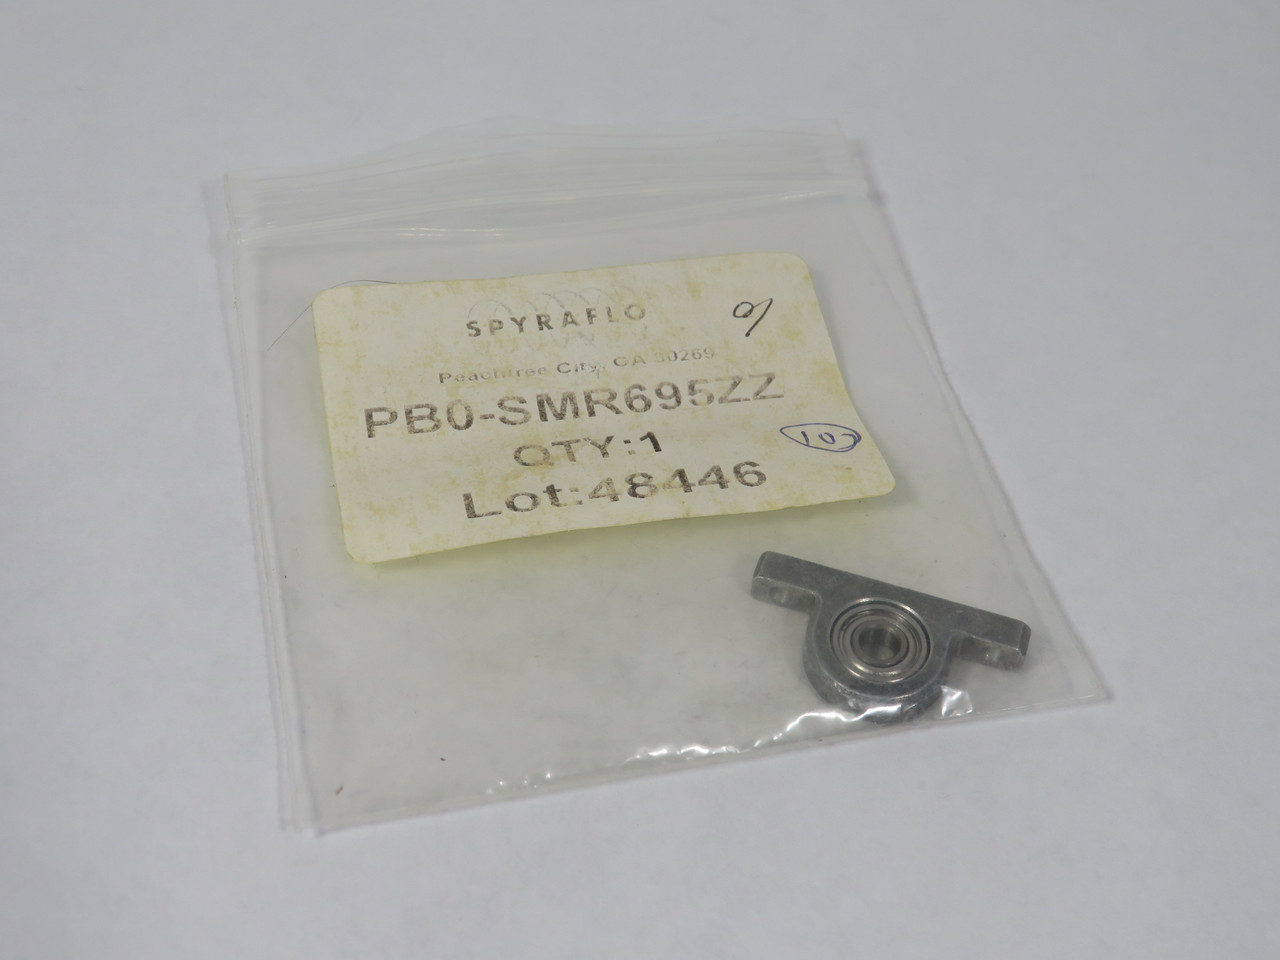 SPYRAFLO
Peachtree City, GA 30269
PB0-SMR695ZZ
QTY:1
Lot:48446